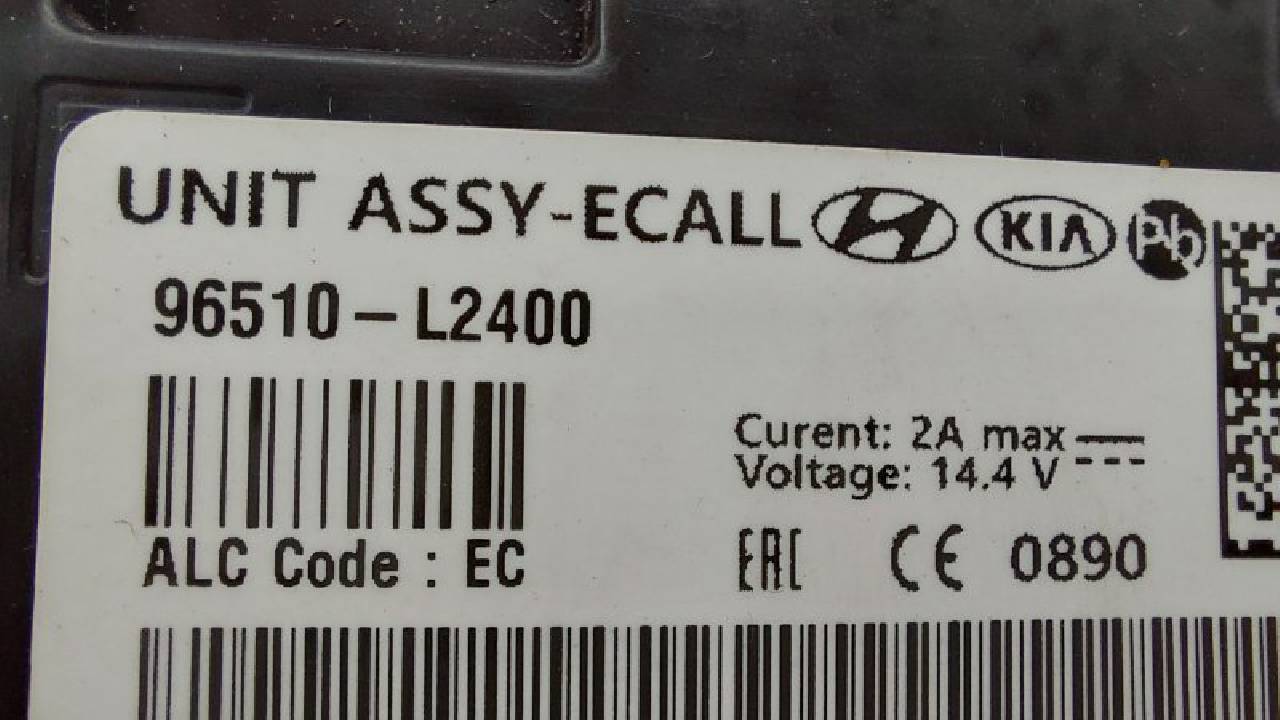 UNIT ASSY-ECALL KIA Pb
96510-L2400
Curent: 2A max
Voltage: 14.4 V
ALC Code : EC
EAC CE 0890